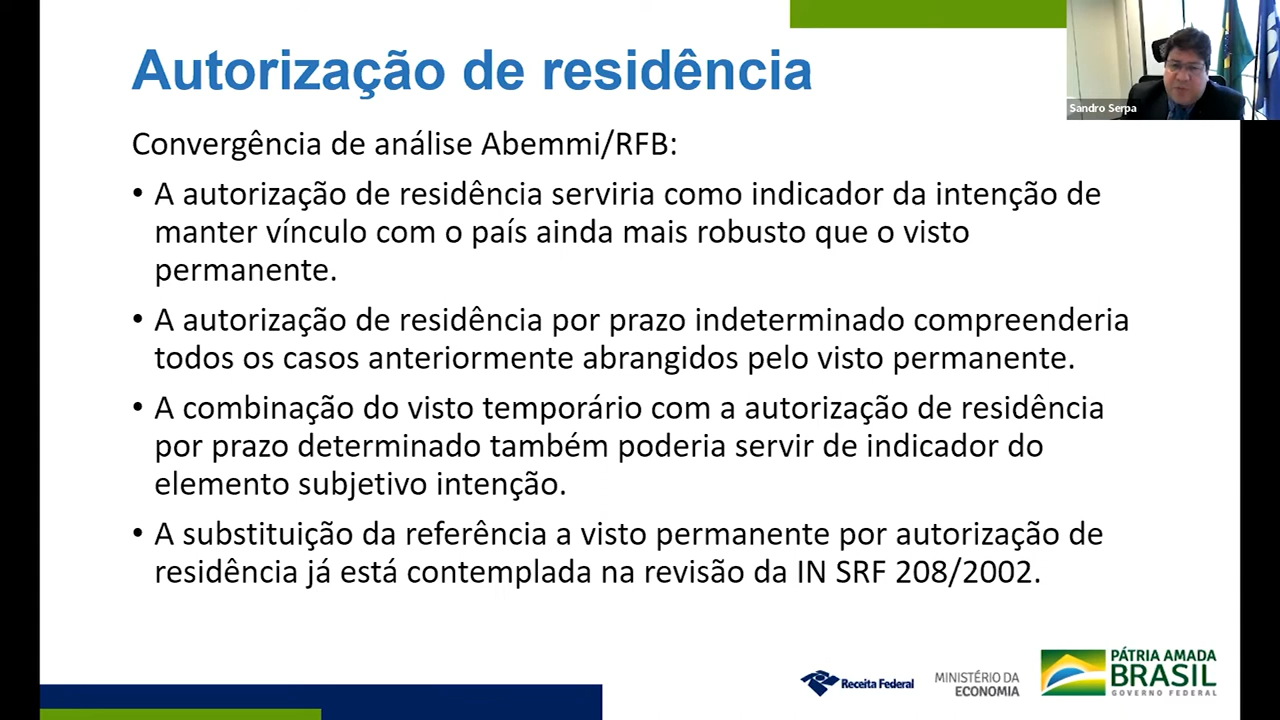 Autorização de residência
Sandro Serpa
Convergência de análise Abemmi/RFB:
• A autorização de residência serviria como indicador da intenção de
manter vínculo com o país ainda mais robusto que o visto
permanente.
• A autorização de residência por prazo indeterminado compreenderia
todos os casos anteriormente abrangidos pelo visto permanente.
• A combinação do visto temporário com a autorização de residência
por prazo determinado também poderia servir de indicador do
elemento subjetivo intenção.
• A substituição da referência a visto permanente por autorização de
residência já está contemplada na revisão da IN SRF 208/2002.
Receita Federal
MINISTÉRIO DA
ECONOMIA
PÁTRIA AMADA
BRASIL
GOVERNO FEDERAL